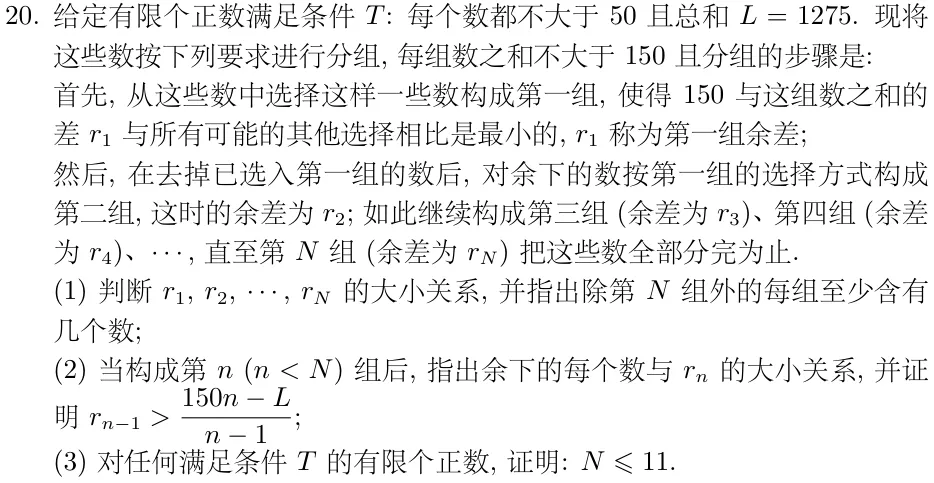 20. 给定有限个正数满足条件 T: 每个数都不大于 50 且总和 L = 1275. 现将
这些数按下列要求进行分组, 每组数之和不大于 150 且分组的步骤是:
首先, 从这些数中选择这样一些数构成第一组, 使得 150 与这组数之和的
差 r₁ 与所有可能的其他选择相比是最小的, r₁ 称为第一组余差;
然后, 在去掉已选入第一组的数后, 对余下的数按第一组的选择方式构成
第二组, 这时的余差为 r₂; 如此继续构成第三组 (余差为 r₃)、第四组 (余差
为 r₄)、⋯, 直至第 N 组 (余差为 r_N) 把这些数全部分完为止.
(1) 判断 r₁, r₂, ⋯, r_N 的大小关系, 并指出除第 N 组外的每组至少含有
几个数;
(2) 当构成第 n (n < N) 组后, 指出余下的每个数与 rₙ 的大小关系, 并证
明 r_{n−1} > \frac{150n − L}{n − 1};
(3) 对任何满足条件 T 的有限个正数, 证明: N ⩽ 11.